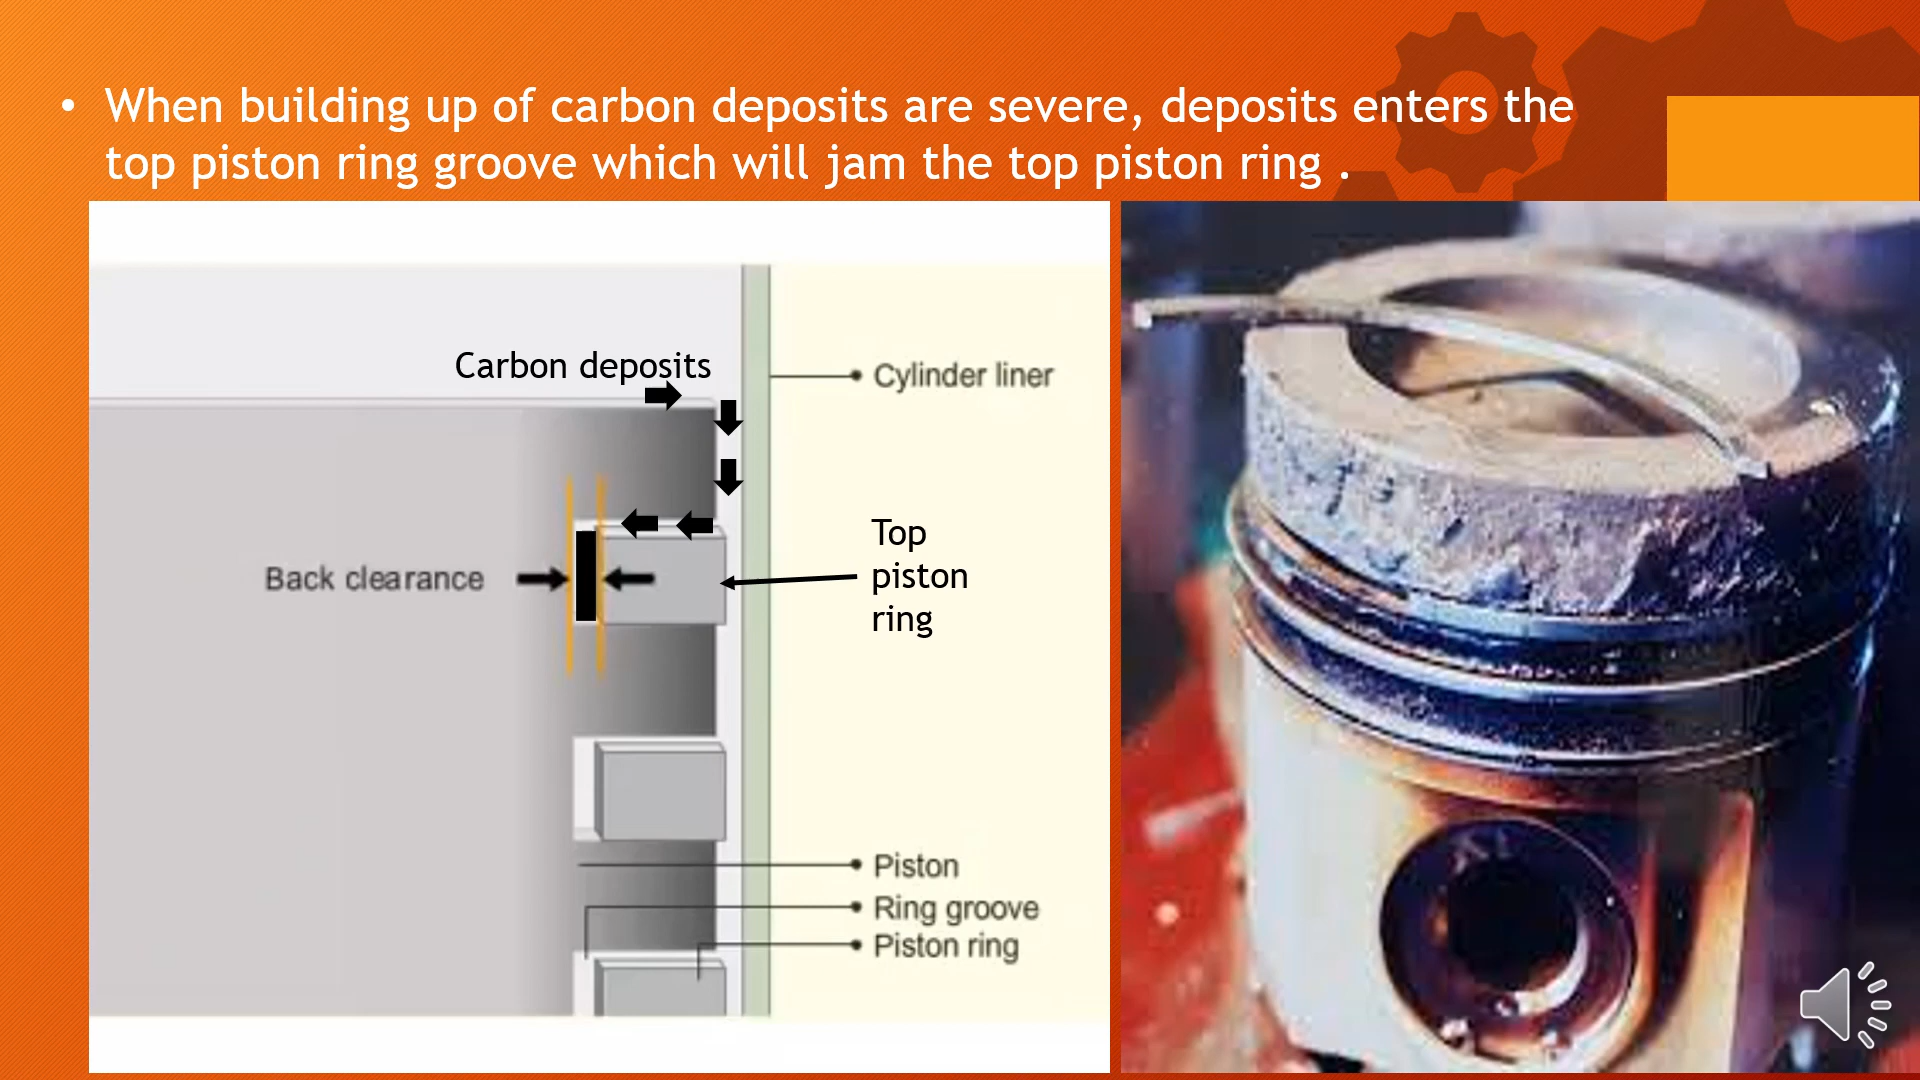 • When building up of carbon deposits are severe, deposits enters the
top piston ring groove which will jam the top piston ring .
Carbon deposits
Cylinder liner
Back clearance
Top
piston
ring
Piston
Ring groove
Piston ring